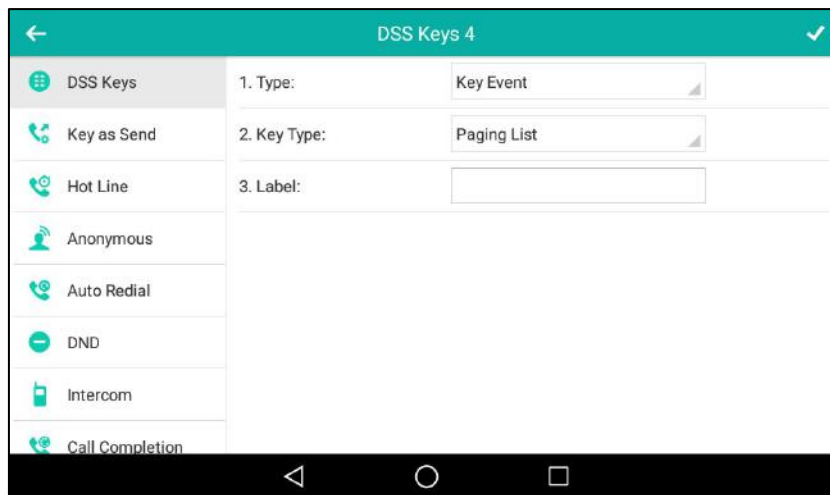 DSS Keys 4
DSS Keys
Key as Send
Hot Line
Anonymous
Auto Redial
DND
Intercom
Call Completion
1. Type:
Key Event
2. Key Type:
Paging List
3. Label: